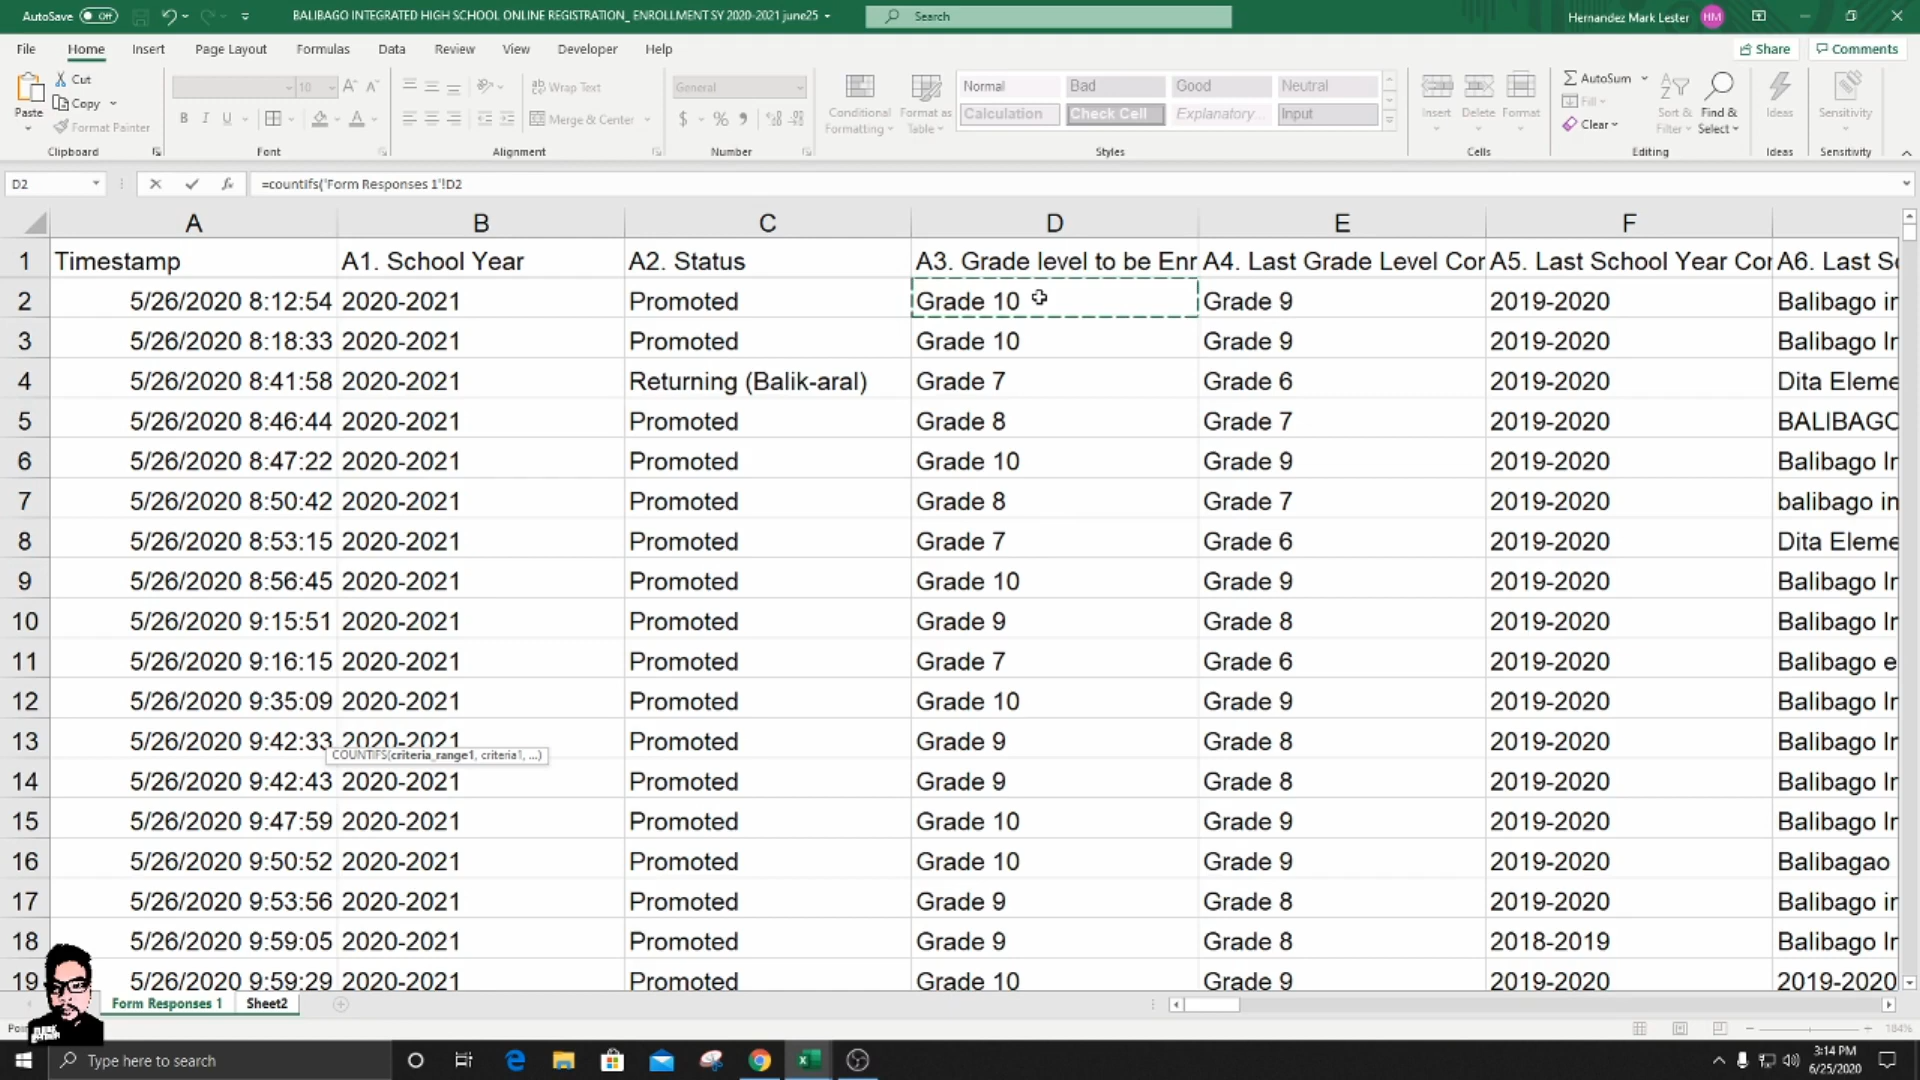 AutoSave Off BALIBAGO INTEGRATED HIGH SCHOOL ONLINE REGISTRATION_ ENROLLMENT SY 2020-2021 june25 Search Hernandez Mark Lester HM
File Home Insert Page Layout Formulas Data Review View Developer Help Share Comments
Paste Cut Copy Format Painter Clipboard
10 B I U Font
Wrap Text Merge & Center Alignment
General $ % Number
Conditional Formatting Format as Table Normal Bad Good Neutral Calculation Check Cell Explanatory... Input Styles
Insert Delete Format Cells
AutoSum Fill Clear Sort & Filter Find & Select Editing
Ideas Ideas
Sensitivity Sensitivity
D2 fx =countifs('Form Responses 1'!D2
A B C D E F
1 Timestamp A1. School Year A2. Status A3. Grade level to be Enr A4. Last Grade Level Con A5. Last School Year Con A6. Last Sc
2 5/26/2020 8:12:54 2020-2021 Promoted Grade 10 Grade 9 2019-2020 Balibago in
3 5/26/2020 8:18:33 2020-2021 Promoted Grade 10 Grade 9 2019-2020 Balibago In
4 5/26/2020 8:41:58 2020-2021 Returning (Balik-aral) Grade 7 Grade 6 2019-2020 Dita Eleme
5 5/26/2020 8:46:44 2020-2021 Promoted Grade 8 Grade 7 2019-2020 BALIBAGO
6 5/26/2020 8:47:22 2020-2021 Promoted Grade 10 Grade 9 2019-2020 Balibago In
7 5/26/2020 8:50:42 2020-2021 Promoted Grade 8 Grade 7 2019-2020 balibago in
8 5/26/2020 8:53:15 2020-2021 Promoted Grade 7 Grade 6 2019-2020 Dita Eleme
9 5/26/2020 8:56:45 2020-2021 Promoted Grade 10 Grade 9 2019-2020 Balibago In
10 5/26/2020 9:15:51 2020-2021 Promoted Grade 9 Grade 8 2019-2020 Balibago In
11 5/26/2020 9:16:15 2020-2021 Promoted Grade 7 Grade 6 2019-2020 Balibago e
12 5/26/2020 9:35:09 2020-2021 Promoted Grade 10 Grade 9 2019-2020 Balibago In
13 5/26/2020 9:42:33 2020-2021 Promoted Grade 9 Grade 8 2019-2020 Balibago In
COUNTIFS(criteria_range1, criteria1, ...)
14 5/26/2020 9:42:43 2020-2021 Promoted Grade 9 Grade 8 2019-2020 Balibago In
15 5/26/2020 9:47:59 2020-2021 Promoted Grade 10 Grade 9 2019-2020 Balibago In
16 5/26/2020 9:50:52 2020-2021 Promoted Grade 10 Grade 9 2019-2020 Balibagao
17 5/26/2020 9:53:56 2020-2021 Promoted Grade 9 Grade 8 2019-2020 Balibago in
18 5/26/2020 9:59:05 2020-2021 Promoted Grade 9 Grade 8 2018-2019 Balibago In
19 5/26/2020 9:59:29 2020-2021 Promoted Grade 10 Grade 9 2019-2020 2019-2020
Form Responses 1 Sheet2
184%
Type here to search 3:14 PM
6/25/2020